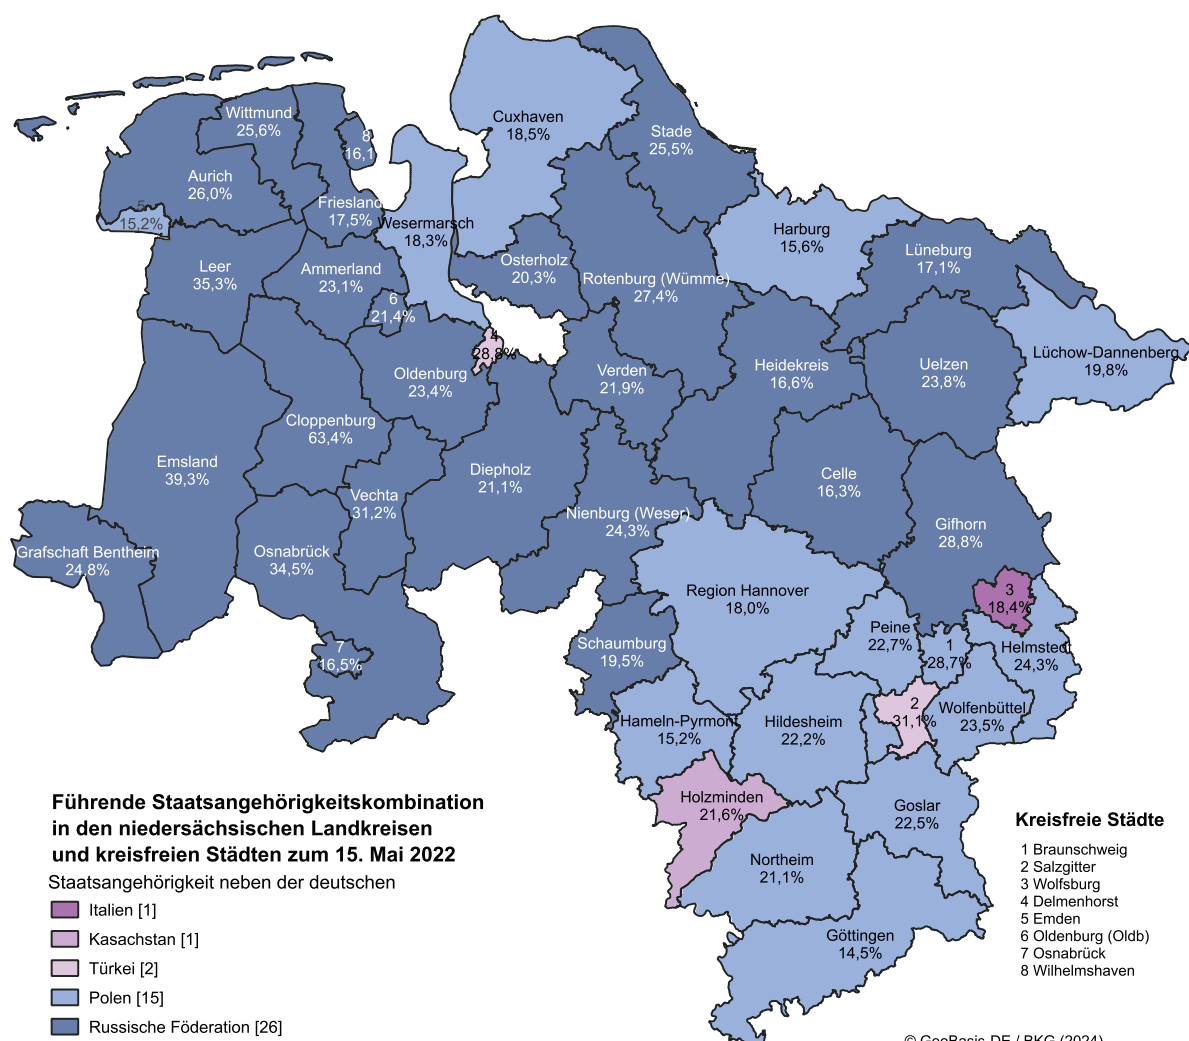 Cuxhaven
18,5%
Wittmund
25,6%
Stade
25,5%
8
16,1
Aurich
26,0%
Friesland
17,5%
5
15,2%
Wesermarsch
18,3%
Harburg
15,6%
Lüneburg
17,1%
Leer
35,3%
Ammerland
23,1%
Osterholz
20,3%
Rotenburg (Wümme)
27,4%
6
21,4%
4
28,8%
Lüchow-Dannenberg
19,8%
Oldenburg
23,4%
Verden
21,9%
Heidekreis
16,6%
Uelzen
23,8%
Cloppenburg
63,4%
Emsland
39,3%
Vechta
31,2%
Diepholz
21,1%
Celle
16,3%
Nienburg (Weser)
24,3%
Gifhorn
28,8%
Grafschaft Bentheim
24,8%
Osnabrück
34,5%
Region Hannover
18,0%
3
18,4%
7
16,5%
Schaumburg
19,5%
Peine
22,7%
1
28,7%
Helmstedt
24,3%
Hameln-Pyrmont
15,2%
Hildesheim
22,2%
2
31,1%
Wolfenbüttel
23,5%
Holzminden
21,6%
Goslar
22,5%
Northeim
21,1%
Göttingen
14,5%
Führende Staatsangehörigkeitskombination
in den niedersächsischen Landkreisen
und kreisfreien Städten zum 15. Mai 2022
Staatsangehörigkeit neben der deutschen
Italien [1]
Kasachstan [1]
Türkei [2]
Polen [15]
Russische Föderation [26]
Kreisfreie Städte
1 Braunschweig
2 Salzgitter
3 Wolfsburg
4 Delmenhorst
5 Emden
6 Oldenburg (Oldb)
7 Osnabrück
8 Wilhelmshaven
© GeoBasis-DE / BKG (2024)